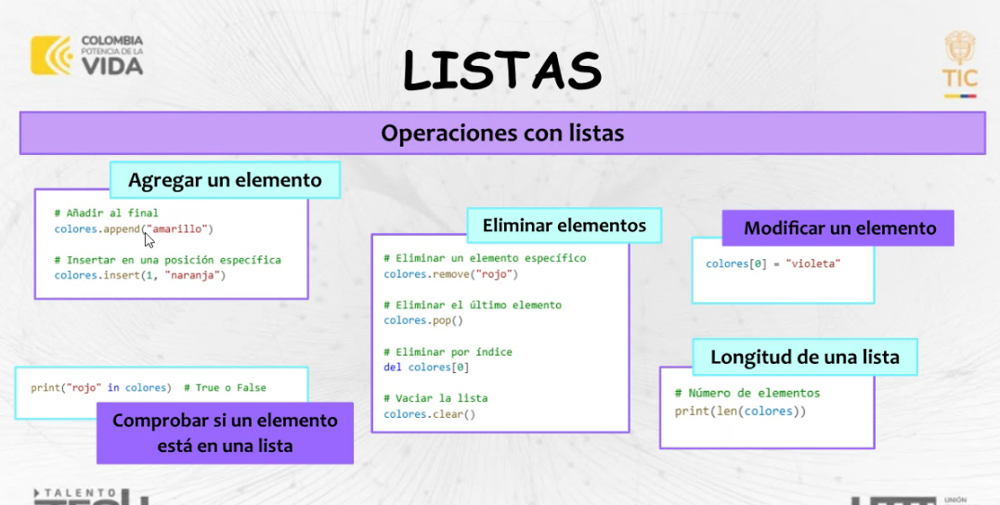 COLOMBIA
POTENCIA DE LA
VIDA
LISTAS
TIC
Operaciones con listas
Agregar un elemento
# Añadir al final
colores.append("amarillo")
# Insertar en una posición específica
colores.insert(1, "naranja")
Eliminar elementos
# Eliminar un elemento específico
colores.remove("rojo")
# Eliminar el último elemento
colores.pop()
# Eliminar por índice
del colores[0]
# Vaciar la lista
colores.clear()
Modificar un elemento
colores[0] = "violeta"
Longitud de una lista
# Número de elementos
print(len(colores))
print("rojo" in colores) # True o False
Comprobar si un elemento
está en una lista
TALENTO
UNIÓN